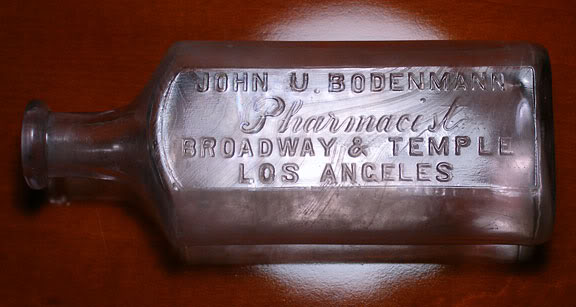 JOHN U. BODENMANN
Pharmacist
BROADWAY & TEMPLE
LOS ANGELES